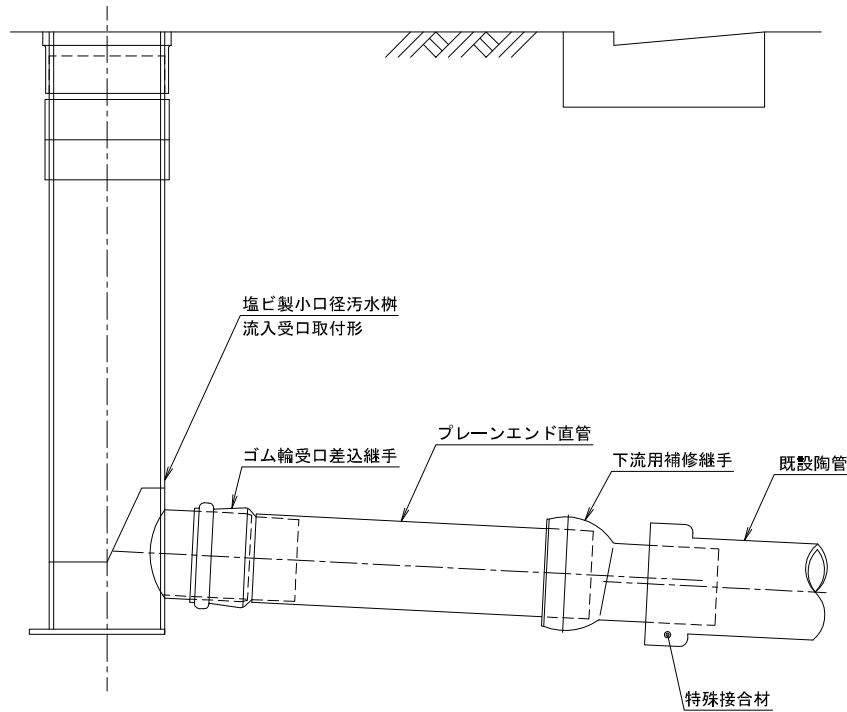 塩ビ製小口径汚水桝
流入受口取付形
プレーンエンド直管
ゴム輪受口差込継手
下流用補修継手
既設陶管
特殊接合材